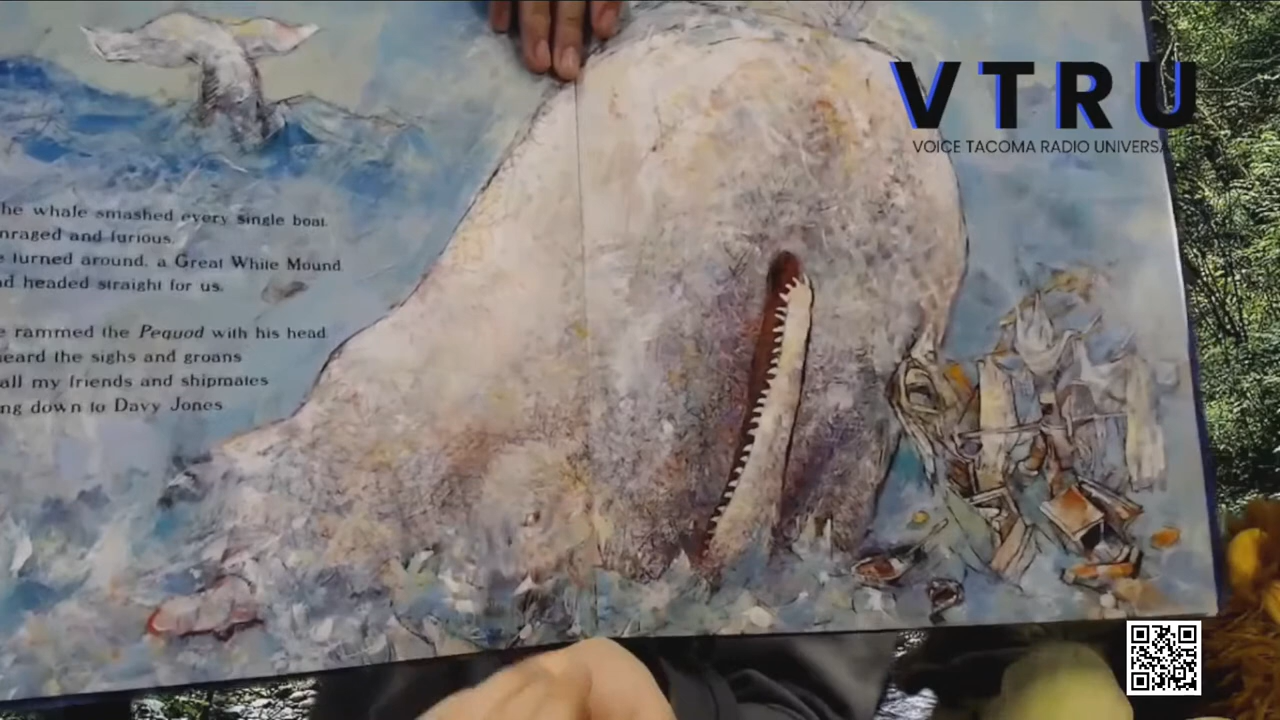 he whale smashed every single boat.
nraged and furious.
e turned around, a Great White Mound
nd headed straight for us.
e rammed the Pequod with his head.
heard the sighs and groans
all my friends and shipmates
ng down to Davy Jones
VTRU
VOICE TACOMA RADIO UNIVERSA